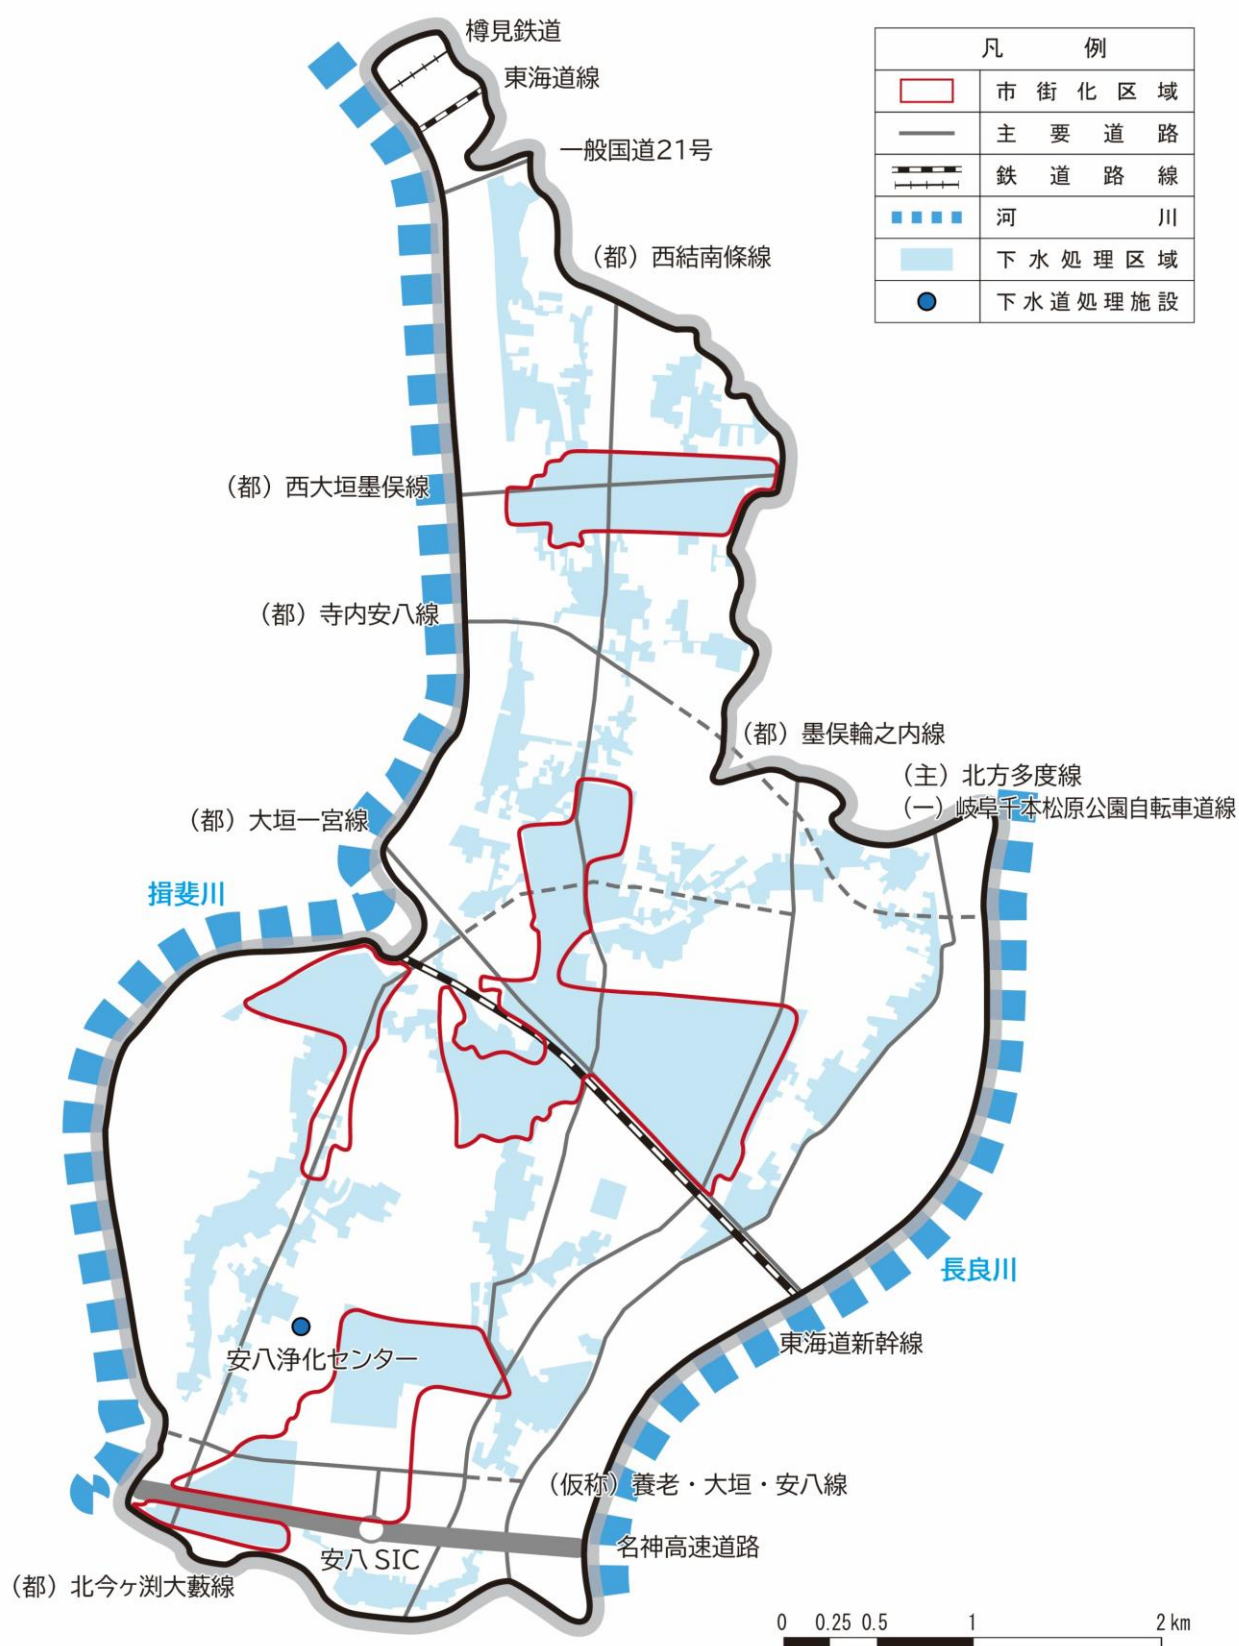 樽見鉄道
東海道線
一般国道21号
（都）西結南條線
凡例
市街化区域
主要道路
鉄道路線
河川
下水処理区域
下水道処理施設
（都）西大垣墨俣線
（都）寺内安八線
（都）墨俣輪之内線
（主）北方多度線
（一）岐阜千本松原公園自転車道線
（都）大垣一宮線
揖斐川
長良川
東海道新幹線
安八浄化センター
（仮称）養老・大垣・安八線
名神高速道路
安八 SIC
（都）北今ヶ渕大藪線
0 0.25 0.5 1 2 km